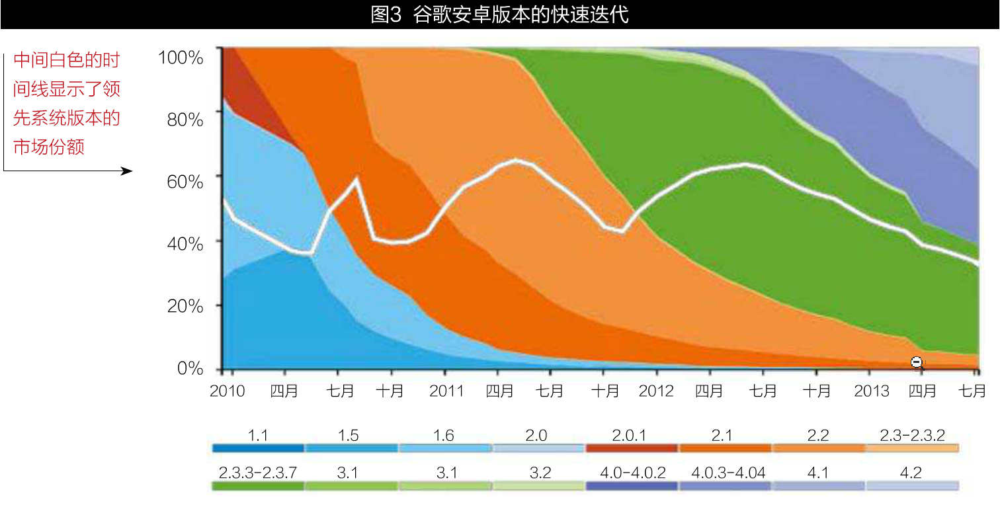 图3 谷歌安卓版本的快速迭代
中间白色的时
间线显示了领
先系统版本的
市场份额
100%
80%
60%
40%
20%
0%
2010 四月 七月 十月 2011 四月 七月 十月 2012 四月 七月 十月 2013 四月 七月
1.1 1.5 1.6 2.0 2.0.1 2.1 2.2 2.3-2.3.2
2.3.3-2.3.7 3.1 3.1 3.2 4.0-4.0.2 4.0.3-4.04 4.1 4.2